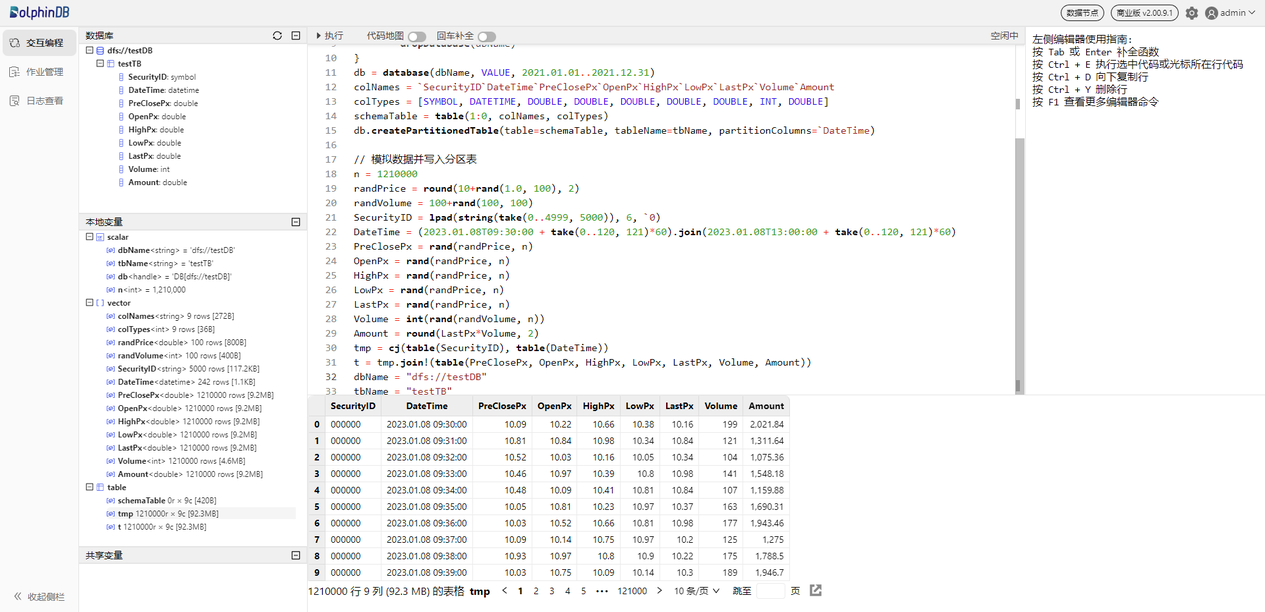 DolphinDB
数据节点
商业版 v2.00.9.1
admin
交互编程
作业管理
日志查看
收起侧栏
数据库
dfs://testDB
testTB
SecurityID: symbol
DateTime: datetime
PreClosePx: double
OpenPx: double
HighPx: double
LowPx: double
LastPx: double
Volume: int
Amount: double
本地变量
scalar
dbName<string> = 'dfs://testDB'
tbName<string> = 'testTB'
db<handle> = 'DB[dfs://testDB]'
n<int> = 1,210,000
vector
colNames<string> 9 rows [272B]
colTypes<int> 9 rows [36B]
randPrice<double> 100 rows [800B]
randVolume<int> 100 rows [400B]
SecurityID<string> 5000 rows [117.2KB]
DateTime<datetime> 242 rows [1.1KB]
PreClosePx<double> 1210000 rows [9.2MB]
OpenPx<double> 1210000 rows [9.2MB]
HighPx<double> 1210000 rows [9.2MB]
LowPx<double> 1210000 rows [9.2MB]
LastPx<double> 1210000 rows [9.2MB]
Volume<int> 1210000 rows [4.6MB]
Amount<double> 1210000 rows [9.2MB]
table
schemaTable 0r × 9c [420B]
tmp 1210000r × 9c [92.3MB]
t 1210000r × 9c [92.3MB]
共享变量
执行 代码地图 回车补全 空闲中
9 dropDatabase(dbName)
10 }
11 db = database(dbName, VALUE, 2021.01.01..2021.12.31)
12 colNames = `SecurityID`DateTime`PreClosePx`OpenPx`HighPx`LowPx`LastPx`Volume`Amount
13 colTypes = [SYMBOL, DATETIME, DOUBLE, DOUBLE, DOUBLE, DOUBLE, DOUBLE, INT, DOUBLE]
14 schemaTable = table(1:0, colNames, colTypes)
15 db.createPartitionedTable(table=schemaTable, tableName=tbName, partitionColumns=`DateTime)
16
17 // 模拟数据并写入分区表
18 n = 1210000
19 randPrice = round(10+rand(1.0, 100), 2)
20 randVolume = 100+rand(100, 100)
21 SecurityID = lpad(string(take(0..4999, 5000)), 6, `0)
22 DateTime = (2023.01.08T09:30:00 + take(0..120, 121)*60).join(2023.01.08T13:00:00 + take(0..120, 121)*60)
23 PreClosePx = rand(randPrice, n)
24 OpenPx = rand(randPrice, n)
25 HighPx = rand(randPrice, n)
26 LowPx = rand(randPrice, n)
27 LastPx = rand(randPrice, n)
28 Volume = int(rand(randVolume, n))
29 Amount = round(LastPx*Volume, 2)
30 tmp = cj(table(SecurityID), table(DateTime))
31 t = tmp.join!(table(PreClosePx, OpenPx, HighPx, LowPx, LastPx, Volume, Amount))
32 dbName = "dfs://testDB"
33 tbName = "testTB"
SecurityID DateTime PreClosePx OpenPx HighPx LowPx LastPx Volume Amount
0 000000 2023.01.08 09:30:00 10.09 10.22 10.66 10.38 10.16 199 2,021.84
1 000000 2023.01.08 09:31:00 10.81 10.84 10.98 10.34 10.84 121 1,311.64
2 000000 2023.01.08 09:32:00 10.52 10.03 10.16 10.05 10.34 104 1,075.36
3 000000 2023.01.08 09:33:00 10.46 10.97 10.39 10.8 10.98 141 1,548.18
4 000000 2023.01.08 09:34:00 10.48 10.09 10.41 10.81 10.84 107 1,159.88
5 000000 2023.01.08 09:35:00 10.05 10.81 10.23 10.97 10.37 163 1,690.31
6 000000 2023.01.08 09:36:00 10.03 10.52 10.66 10.81 10.98 177 1,943.46
7 000000 2023.01.08 09:37:00 10.09 10.14 10.75 10.97 10.2 125 1,275
8 000000 2023.01.08 09:38:00 10.93 10.97 10.8 10.9 10.22 175 1,788.5
9 000000 2023.01.08 09:39:00 10.03 10.75 10.09 10.14 10.3 189 1,946.7
1210000 行 9 列 (92.3 MB) 的表格 tmp < 1 2 3 4 5 ••• 121000 > 10 条/页 跳至 页
左侧编辑器使用指南:
按 Tab 或 Enter 补全函数
按 Ctrl + E 执行选中代码或光标所在行代码
按 Ctrl + D 向下复制行
按 Ctrl + Y 删除行
按 F1 查看更多编辑器命令